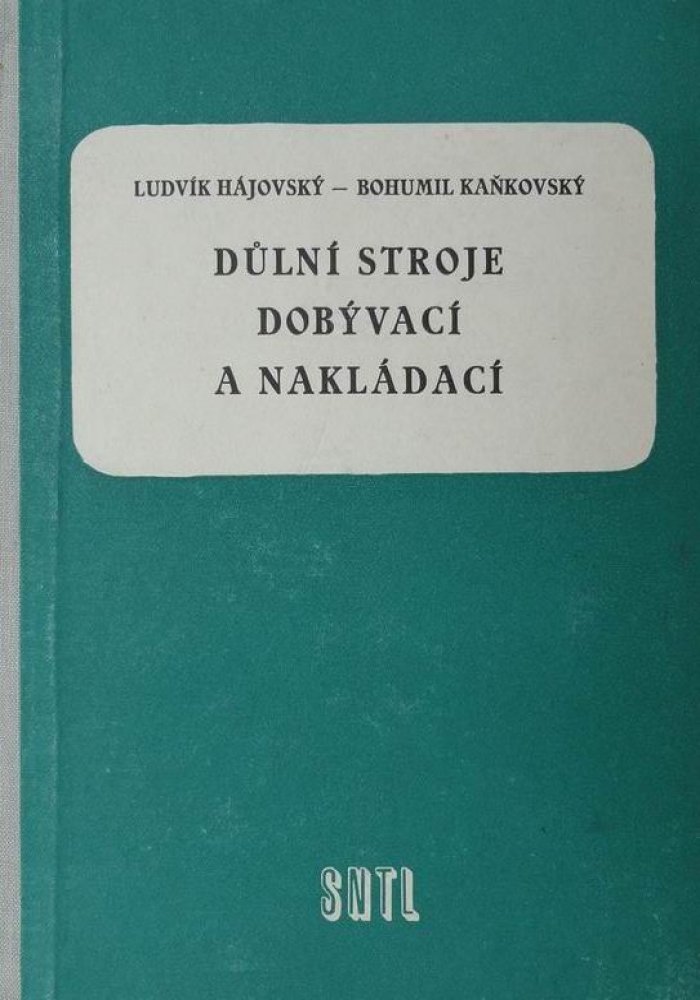 LUDVÍK HÁJOVSKÝ – BOHUMIL KAŇKOVSKÝ
DŮLNÍ STROJE
DOBÝVACÍ
A NAKLÁDACÍ
SNTL